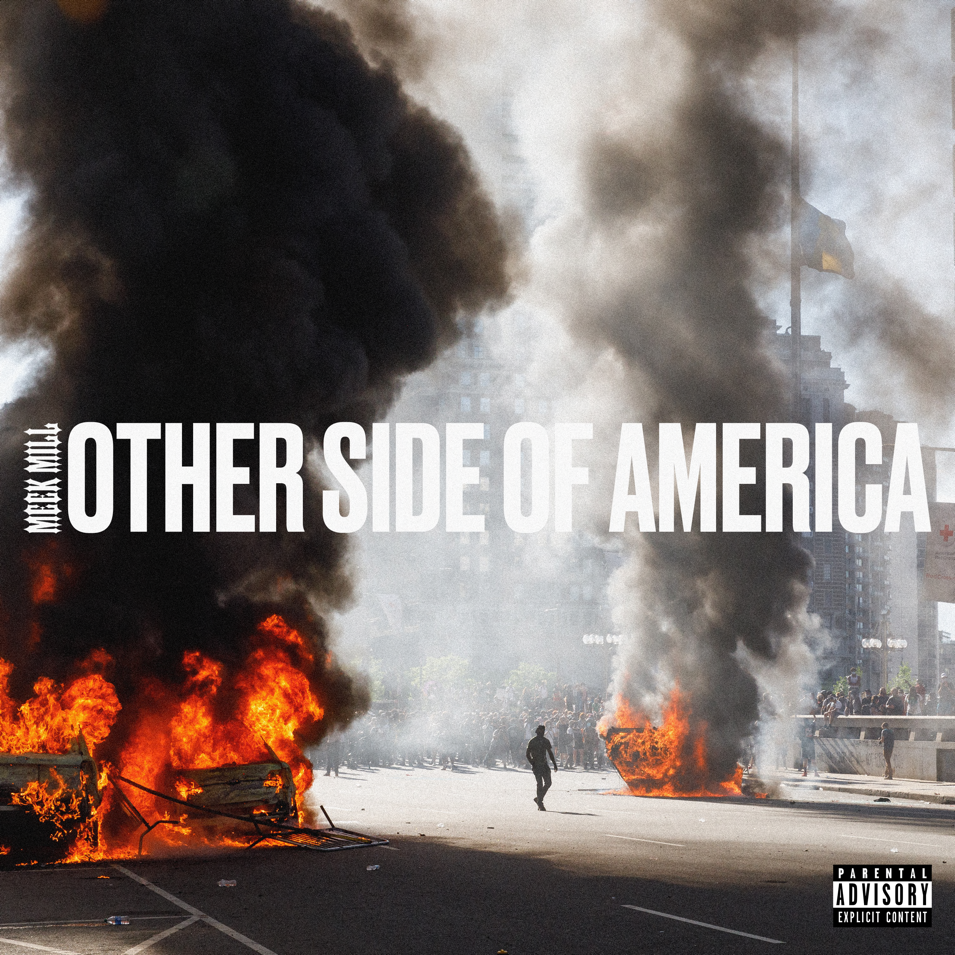 MEEK MILL
OTHER SIDE OF AMERICA
PARENTAL
ADVISORY
EXPLICIT CONTENT